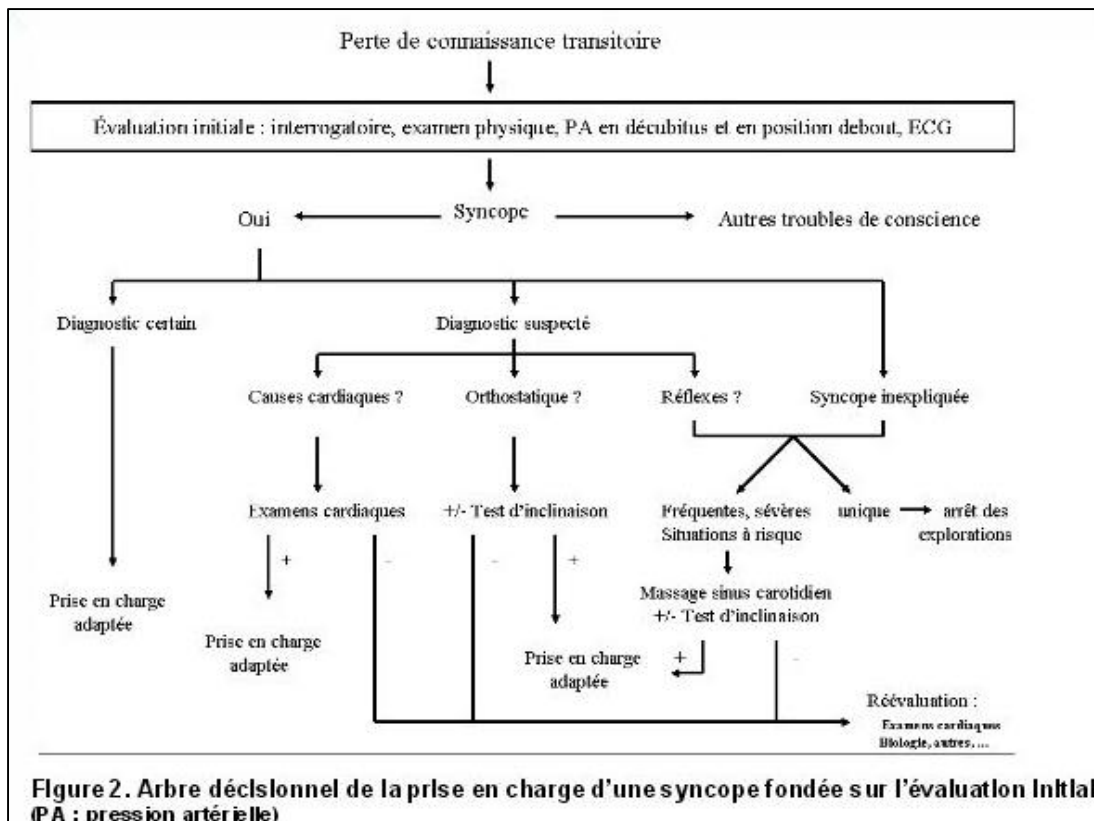 Perte de connaissance transitoire
Évaluation initiale : interrogatoire, examen physique, PA en décubitus et en position debout, ECG
Oui
Syncope
Autres troubles de conscience
Diagnostic certain
Diagnostic suspecté
Causes cardiaques ?
Orthostatique ?
Réflexes ?
Syncope inexpliquée
Examens cardiaques
+/- Test d'inclinaison
Fréquentes, sévères
Situations à risque
unique
arrêt des
explorations
+
-
-
+
Massage sinus carotidien
+/- Test d'inclinaison
Prise en charge
adaptée
Prise en charge
adaptée
Prise en charge
adaptée
+
-
Réévaluation :
Examens cardiaques
Biologie, autres, ...
Figure 2. Arbre décisionnel de la prise en charge d'une syncope fondée sur l'évaluation initial
(PA : pression artérielle)